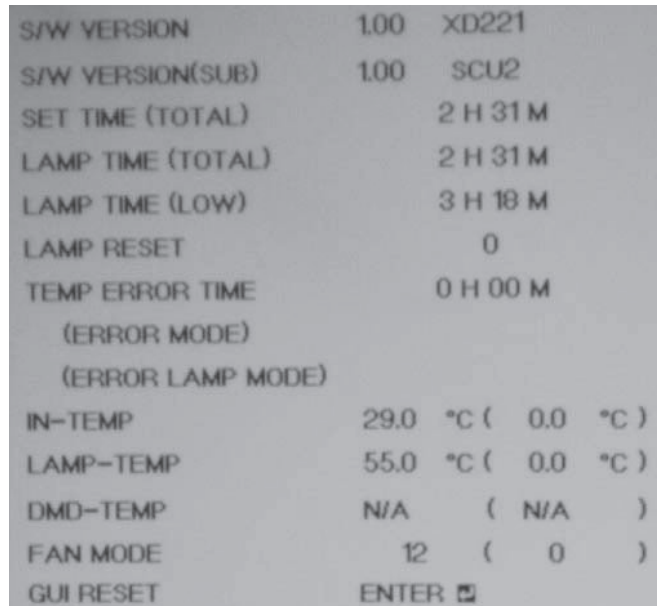 S/W VERSION 1.00 XD221
S/W VERSION(SUB) 1.00 SCU2
SET TIME (TOTAL) 2 H 31 M
LAMP TIME (TOTAL) 2 H 31 M
LAMP TIME (LOW) 3 H 18 M
LAMP RESET 0
TEMP ERROR TIME 0 H 00 M
(ERROR MODE)
(ERROR LAMP MODE)
IN-TEMP 29.0 °C ( 0.0 °C )
LAMP-TEMP 55.0 °C ( 0.0 °C )
DMD-TEMP N/A ( N/A )
FAN MODE 12 ( 0 )
GUI RESET ENTER